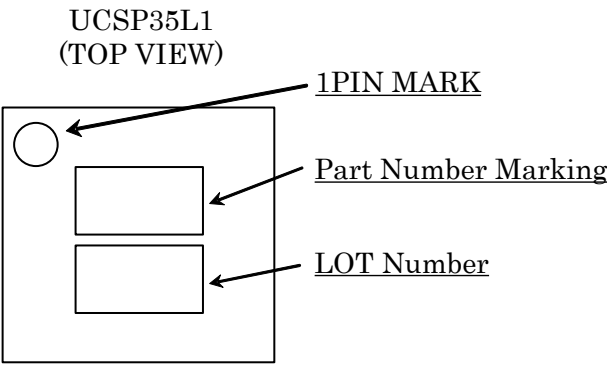 UCSP35L1
(TOP VIEW)
1PIN MARK
Part Number Marking
LOT Number